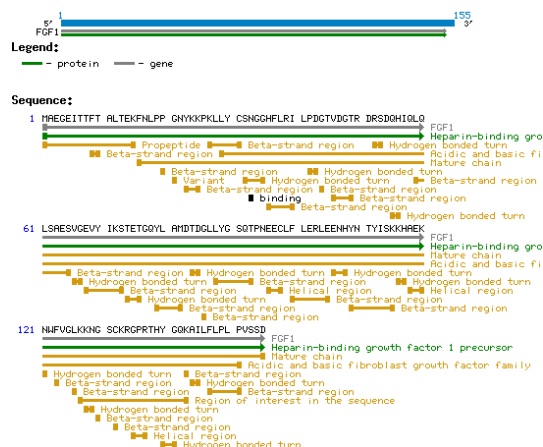 1 155
5' 3'
FGF1
Legend:
- protein - gene
Sequence:
1 MAEGEITTFT ALTEKFNLPP GNYKKPKLLY CSNGGHFLRI LPDGTVDGTR DRSDQHIQLQ
FGF1
Heparin-binding gro
Propeptide Beta-strand region Hydrogen bonded turn
Beta-strand region Acidic and basic fi
Mature chain
Beta-strand region Hydrogen bonded turn
Variant Hydrogen bonded turn Beta-strand region
Beta-strand region Beta-strand region
binding Hydrogen bonded turn
Beta-strand region
Hydrogen bonded turn
61 LSAESVGEVY IKSTETGQYL AMDTDGLLYG SQTPNEECLF LERLEENHYN TYISKKHAEK
FGF1
Heparin-binding gro
Mature chain
Acidic and basic fi
Beta-strand region Hydrogen bonded turn Hydrogen bonded turn
Hydrogen bonded turn Beta-strand region Hydrogen bonded turn
Beta-strand region Helical region Helical region
Hydrogen bonded turn Beta-strand region
Beta-strand region Beta-strand region
Beta-strand region
121 NWFVGLKKNG SCKRGPRTHY GQKAILFLPL PVSSD
FGF1
Heparin-binding growth factor 1 precursor
Mature chain
Acidic and basic fibroblast growth factor family
Hydrogen bonded turn Beta-strand region
Beta-strand region Hydrogen bonded turn
Beta-strand region Beta-strand region
Region of interest in the sequence
Hydrogen bonded turn
Beta-strand region
Beta-strand region
Helical region
Hydrogen bonded turn